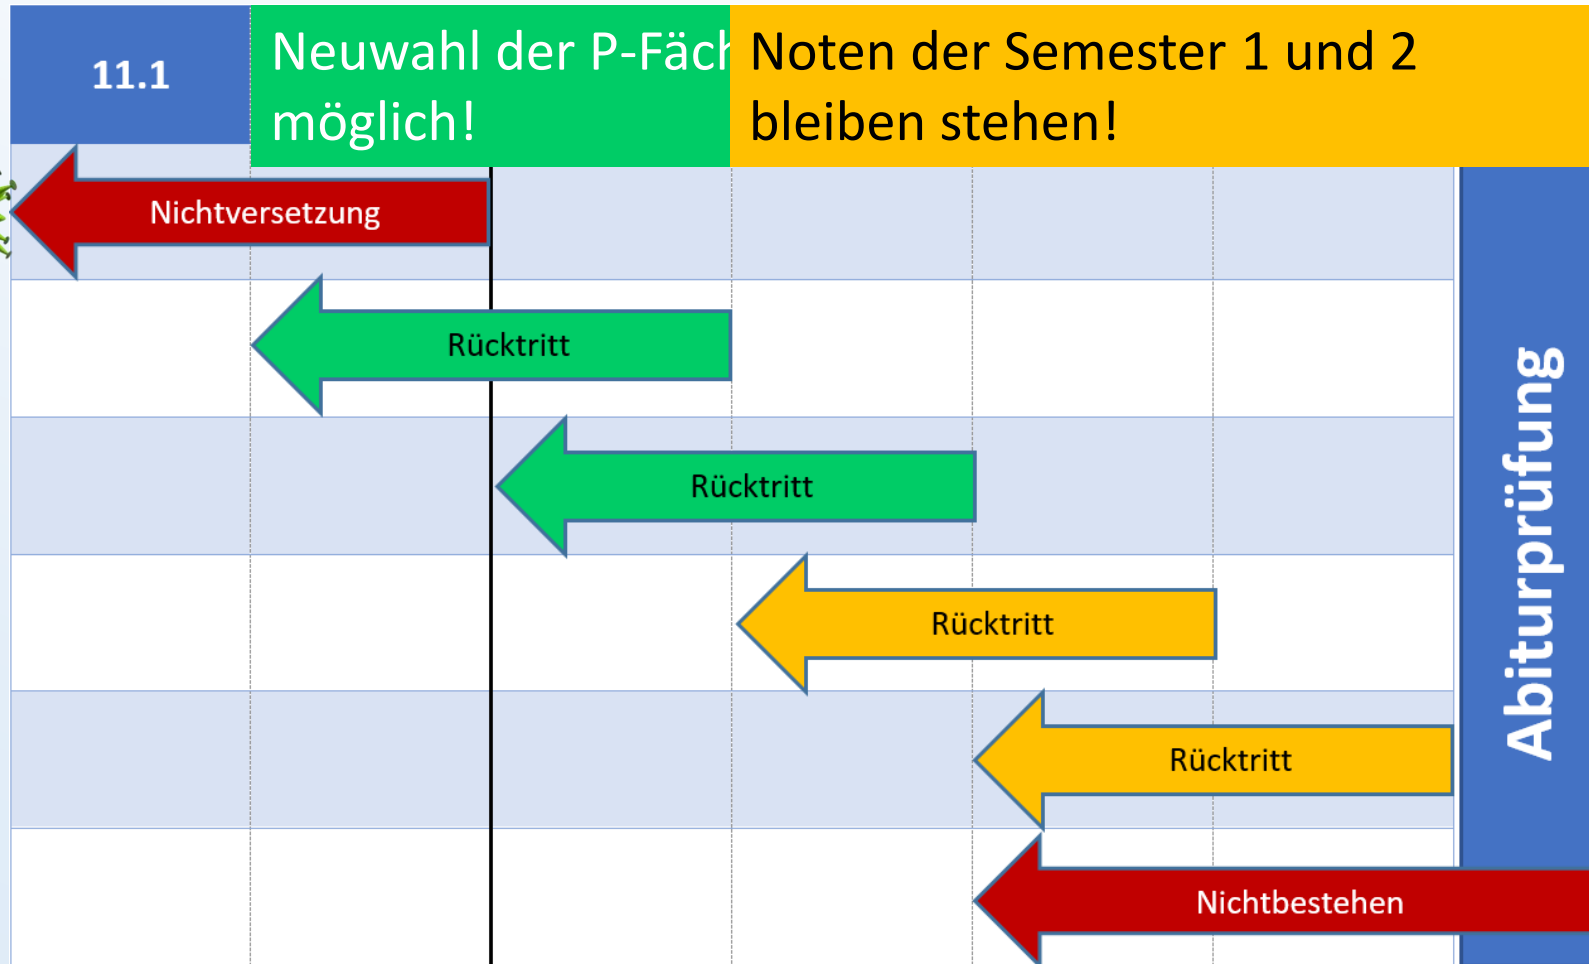 11.1
Neuwahl der P-Fäch
möglich!
Noten der Semester 1 und 2
bleiben stehen!
Nichtversetzung
Rücktritt
Rücktritt
Rücktritt
Rücktritt
Nichtbestehen
Abiturprüfung